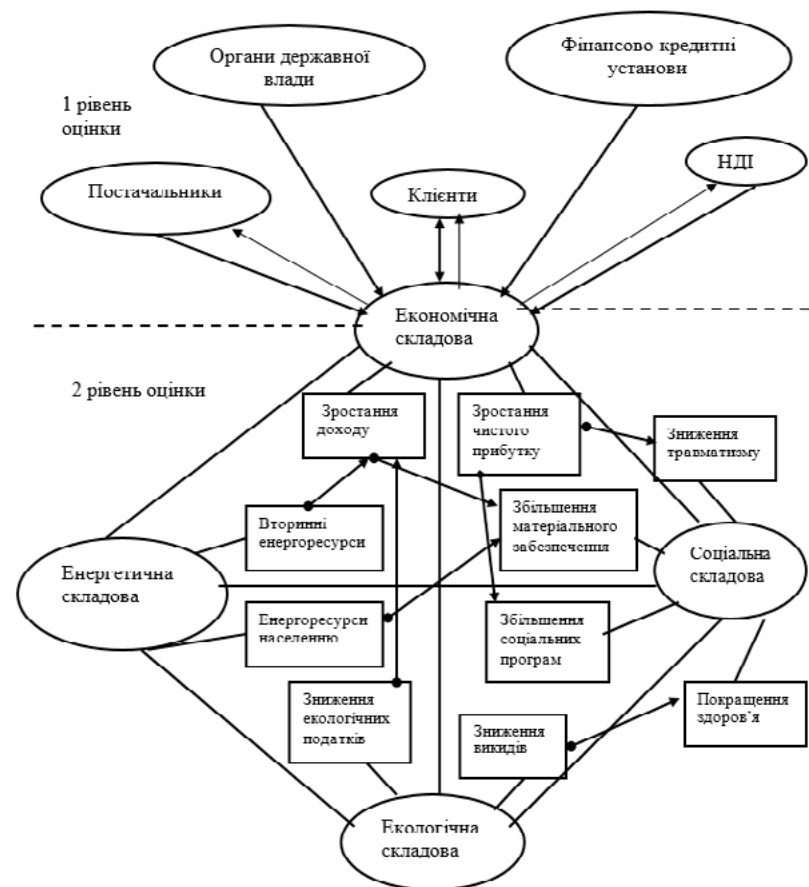 Органи державної
влади
Фінансово кредитні
установи
1 рівень
оцінки
НДІ
Постачальники
Клієнти
Економічна
складова
2 рівень оцінки
Зростання
доходу
Зростання
чистого
прибутку
Зниження
травматизму
Вторинні
енергоресурси
Збільшення
матеріального
забезпечення
Енергетична
складова
Соціальна
складова
Енергоресурси
населенню
Збільшення
соціальних
програм
Зниження
екологічних
податків
Зниження
викидів
Покращення
здоров'я
Екологічна
складова